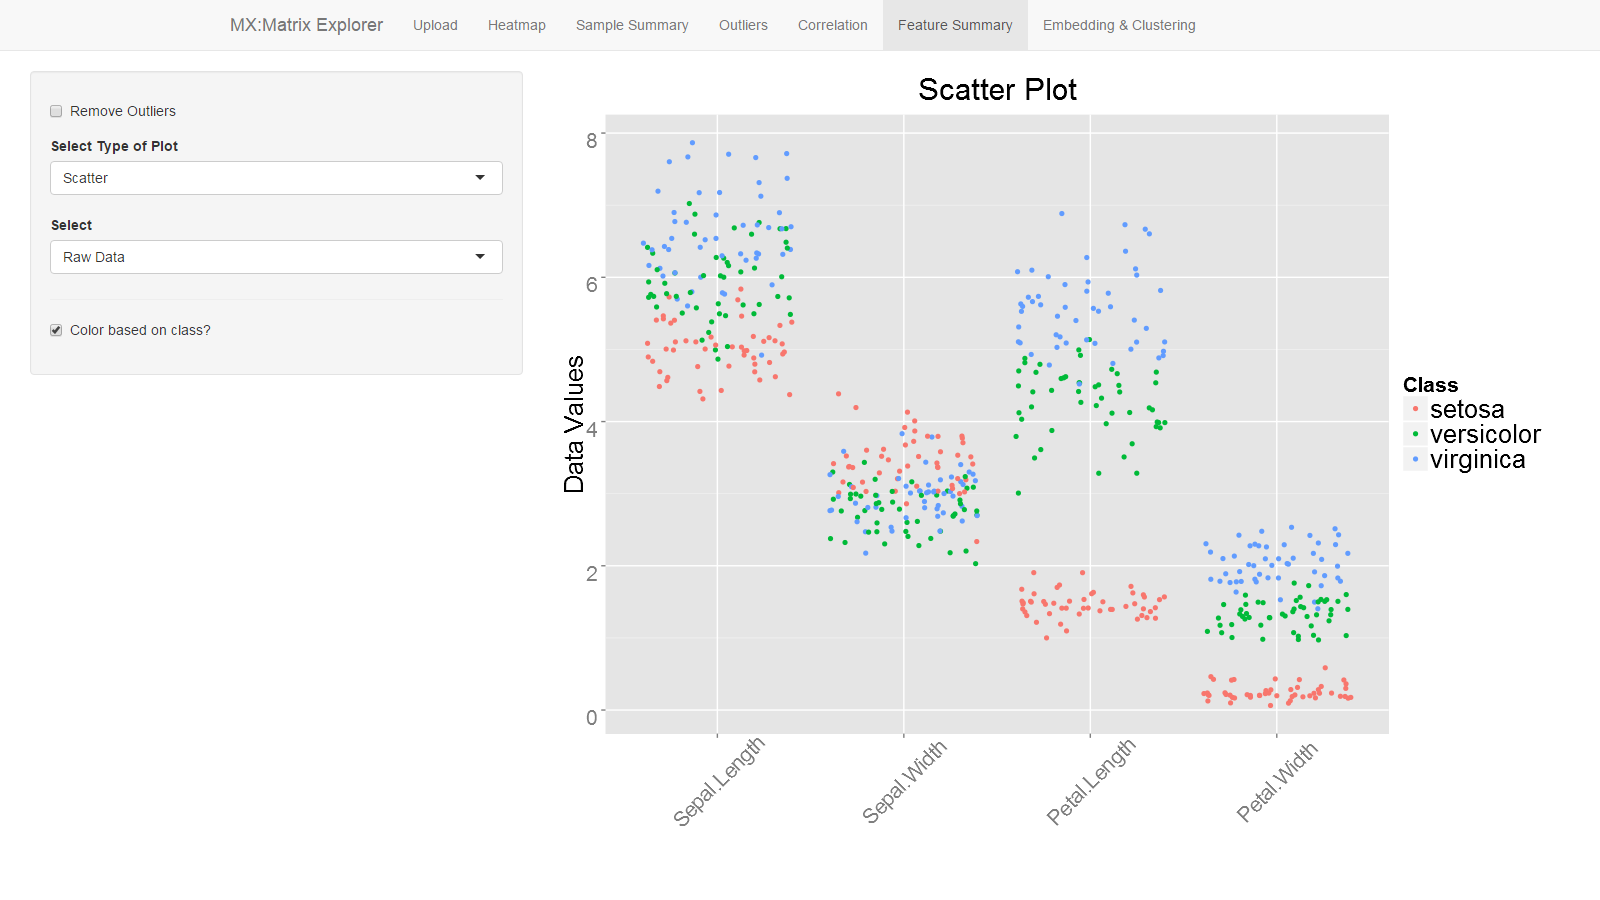 MX:Matrix Explorer Upload Heatmap Sample Summary Outliers Correlation Feature Summary Embedding & Clustering
Remove Outliers
Select Type of Plot
Scatter
Select
Raw Data
Color based on class?
Scatter Plot
Data Values
8
6
4
2
0
Sepal.Length
Sepal.Width
Petal.Length
Petal.Width
Class
setosa
versicolor
virginica